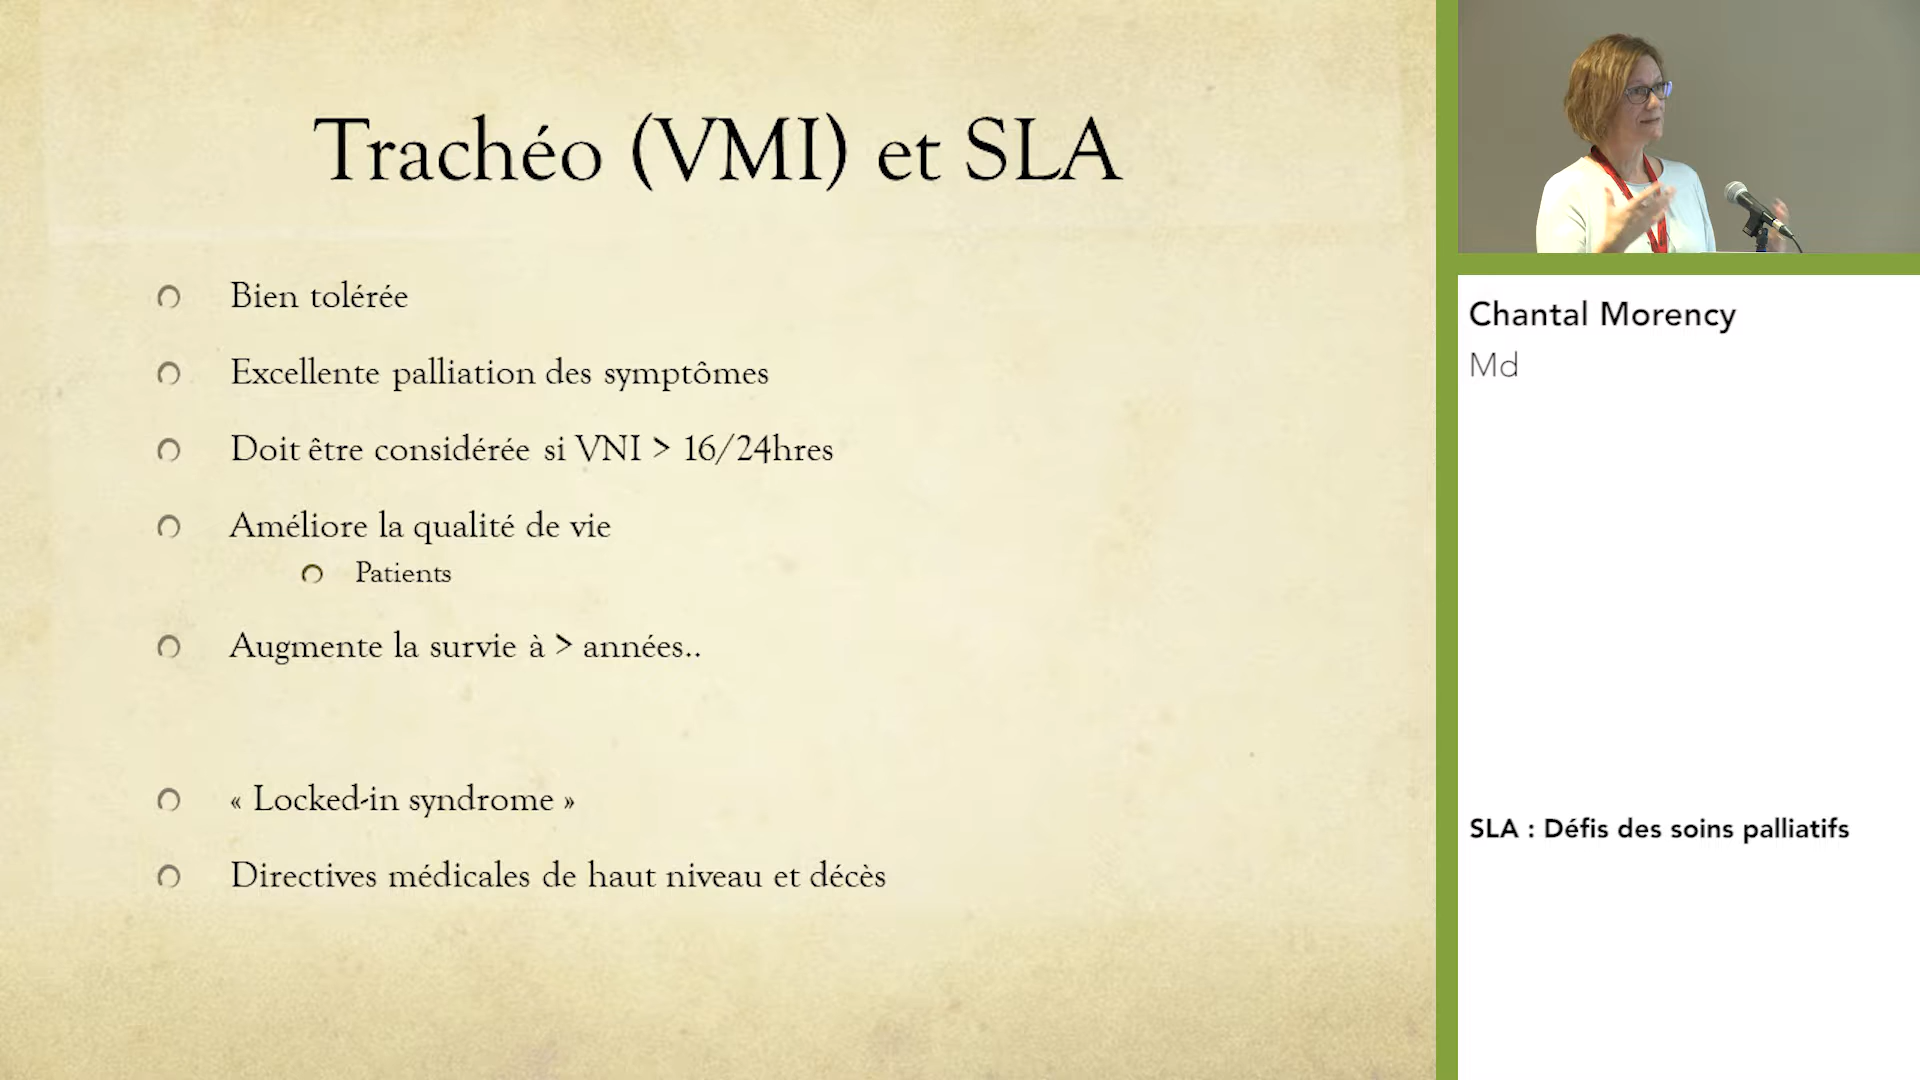 Trachéo (VMI) et SLA
Bien tolérée
Excellente palliation des symptômes
Doit être considérée si VNI > 16/24hres
Améliore la qualité de vie
Patients
Augmente la survie à > années..
« Locked-in syndrome »
Directives médicales de haut niveau et décès
Chantal Morency
Md
SLA : Défis des soins palliatifs